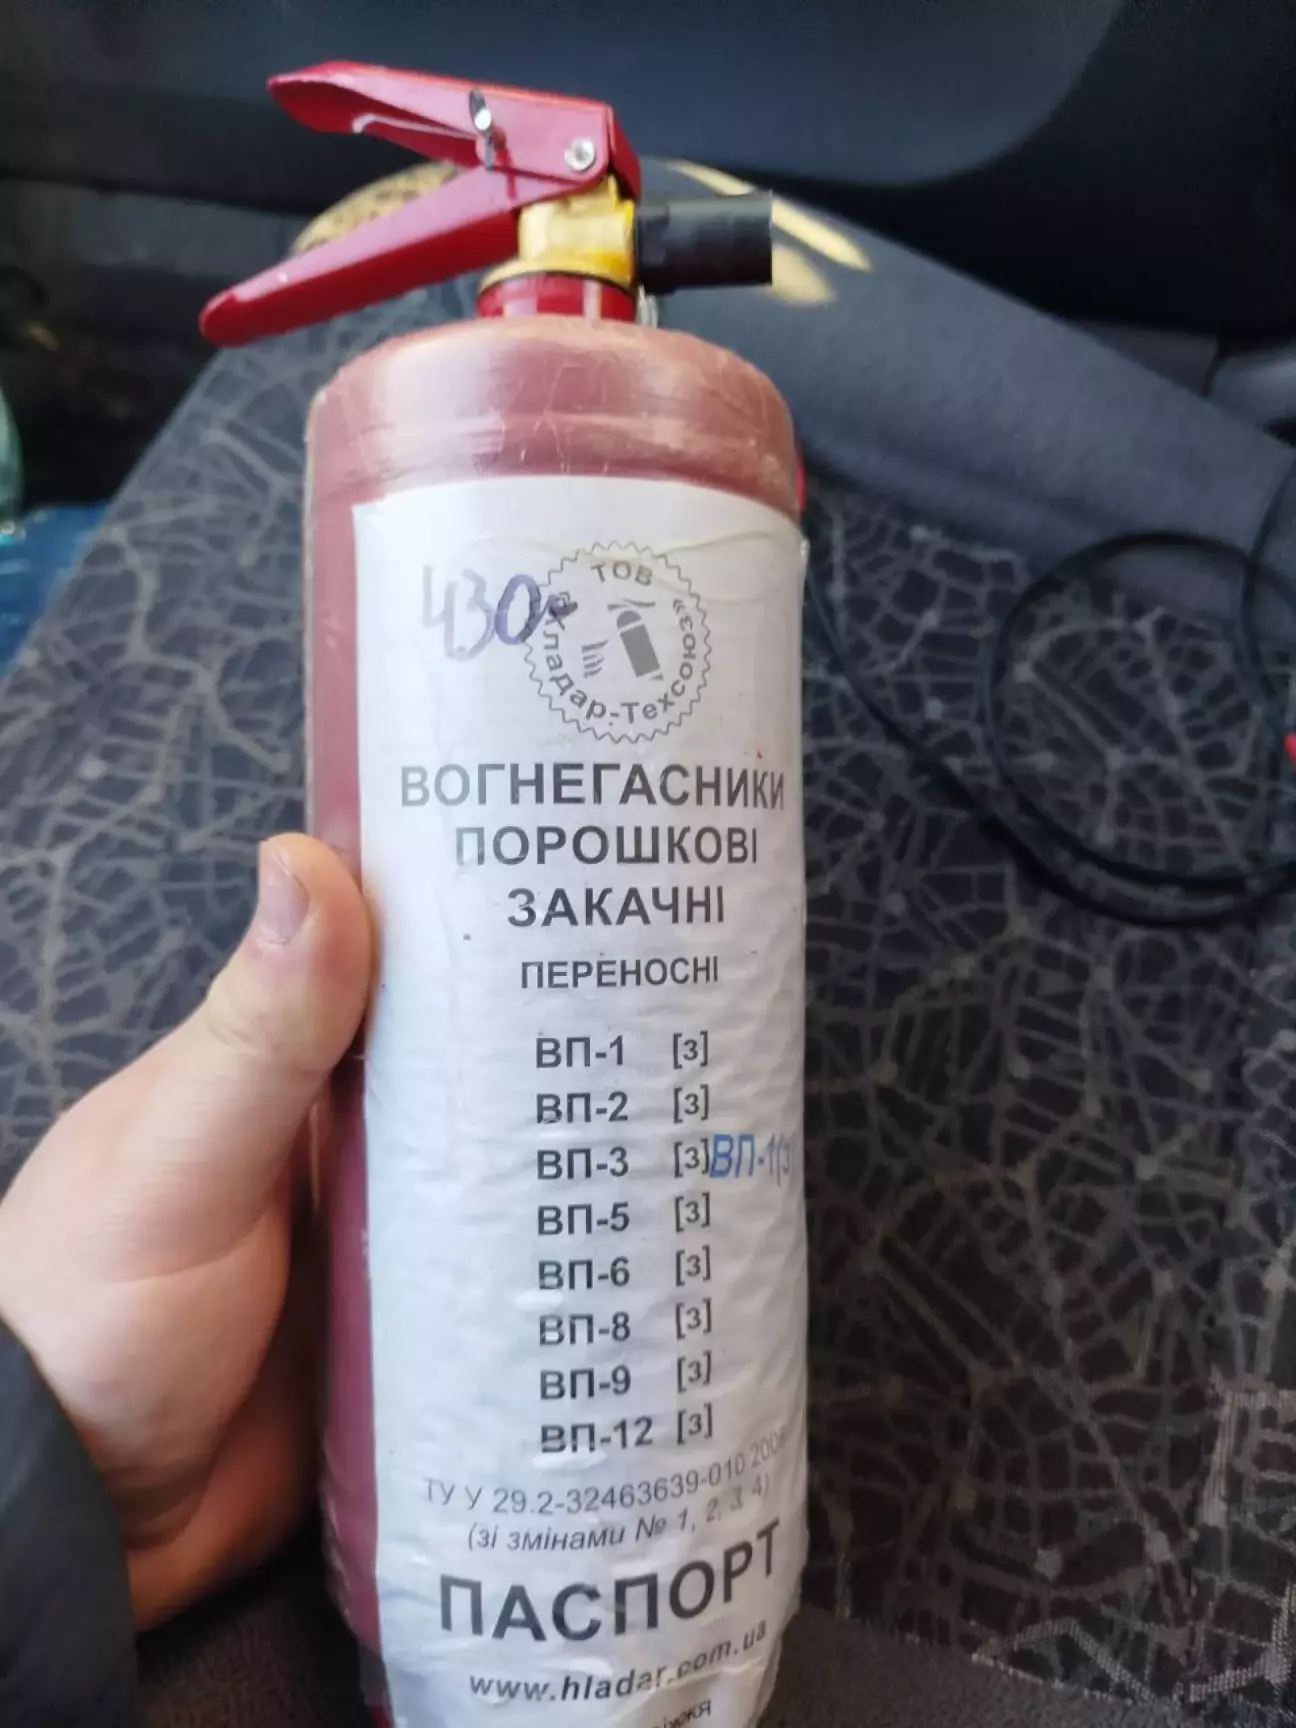 430
ТОВ
«Хладар-Техсоюз»
ВОГНЕГАСНИКИ
ПОРОШКОВІ
ЗАКАЧНІ
ПЕРЕНОСНІ
ВП-1 [з]
ВП-2 [з]
ВП-3 [з] ВП-1(з)
ВП-5 [з]
ВП-6 [з]
ВП-8 [з]
ВП-9 [з]
ВП-12 [з]
ТУ У 29.2-32463639-010
(зі змінами № 1, 2, 3, 4)
ПАСПОРТ
www.hladar.com.ua